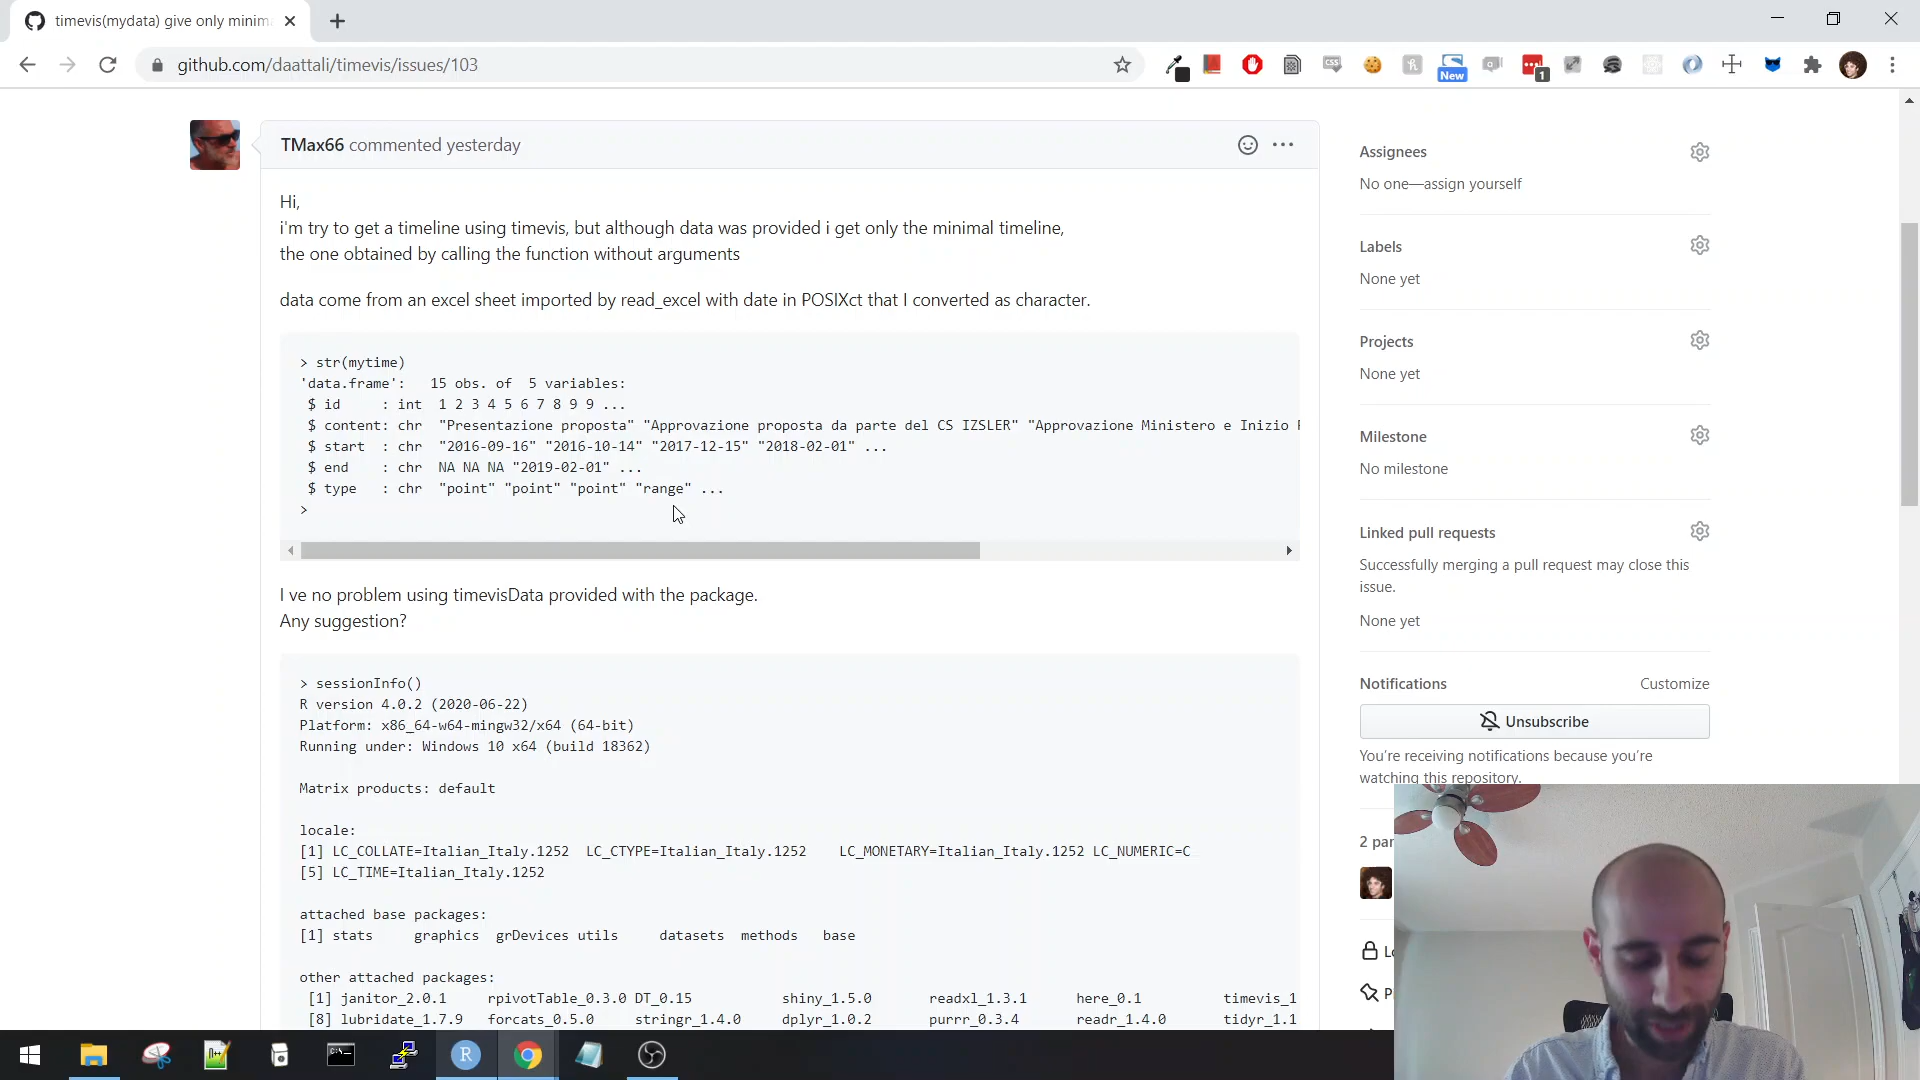 timevis(mydata) give only minim
github.com/daattali/timevis/issues/103
New
1
TMax66 commented yesterday
Hi,
i'm try to get a timeline using timevis, but although data was provided i get only the minimal timeline,
the one obtained by calling the function without arguments
data come from an excel sheet imported by read_excel with date in POSIXct that I converted as character.
> str(mytime)
'data.frame':   15 obs. of  5 variables:
$ id     : int  1 2 3 4 5 6 7 8 9 9 ...
$ content: chr  "Presentazione proposta" "Approvazione proposta da parte del CS IZSLER" "Approvazione Ministero e Inizio
$ start  : chr  "2016-09-16" "2016-10-14" "2017-12-15" "2018-02-01" ...
$ end    : chr  NA NA NA "2019-02-01" ...
$ type   : chr  "point" "point" "point" "range" ...
>
I ve no problem using timevisData provided with the package.
Any suggestion?
> sessionInfo()
R version 4.0.2 (2020-06-22)
Platform: x86_64-w64-mingw32/x64 (64-bit)
Running under: Windows 10 x64 (build 18362)
Matrix products: default
locale:
[1] LC_COLLATE=Italian_Italy.1252  LC_CTYPE=Italian_Italy.1252    LC_MONETARY=Italian_Italy.1252 LC_NUMERIC=C
[5] LC_TIME=Italian_Italy.1252
attached base packages:
[1] stats     graphics  grDevices utils     datasets  methods   base
other attached packages:
[1] janitor_2.0.1     rpivotTable_0.3.0 DT_0.15           shiny_1.5.0       readxl_1.3.1      here_0.1          timevis_1
[8] lubridate_1.7.9   forcats_0.5.0     stringr_1.4.0     dplyr_1.0.2       purrr_0.3.4       readr_1.4.0       tidyr_1.1
Assignees
No one—assign yourself
Labels
None yet
Projects
None yet
Milestone
No milestone
Linked pull requests
Successfully merging a pull request may close this
issue.
None yet
Notifications
Customize
Unsubscribe
You're receiving notifications because you're
watching this repository.
2 par